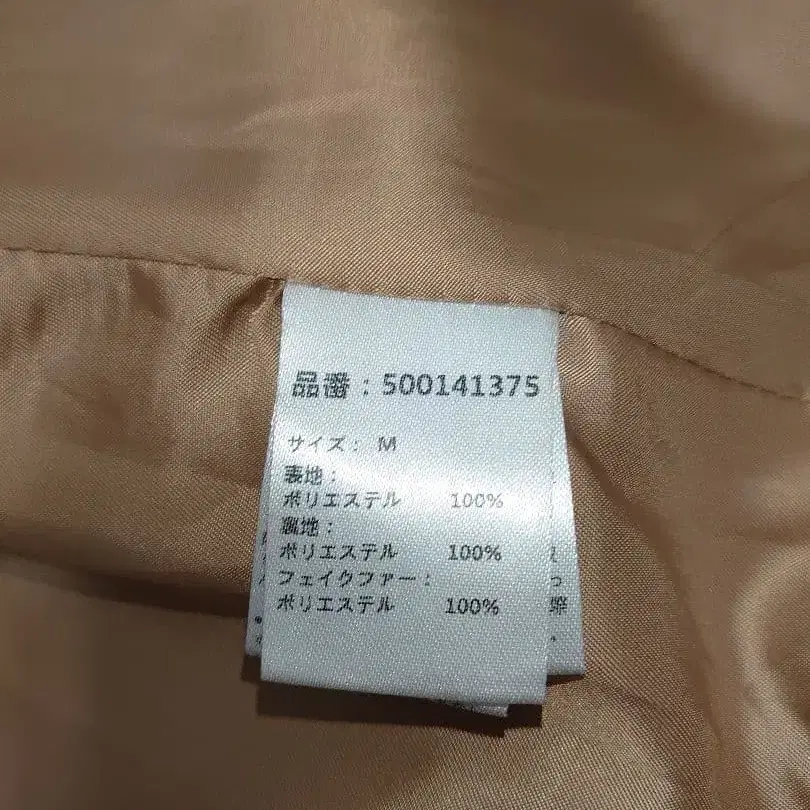 品番：500141375
サイズ： M
表地：
ポリエステル 100%
裏地：
ポリエステル 100%
フェイクファー：
ポリエステル 100%